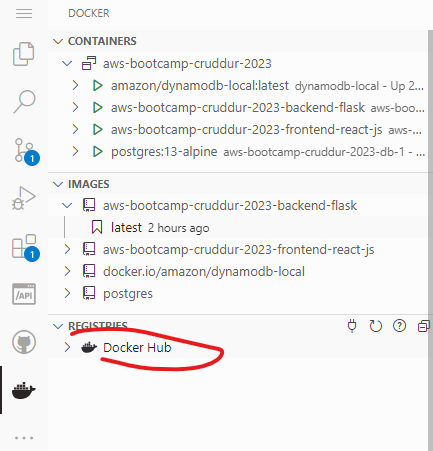 DOCKER
CONTAINERS
aws-bootcamp-cruddur-2023
amazon/dynamodb-local:latest dynamodb-local - Up 2...
aws-bootcamp-cruddur-2023-backend-flask aws-boo...
aws-bootcamp-cruddur-2023-frontend-react-js aws-...
postgres:13-alpine aws-bootcamp-cruddur-2023-db-1 - ...
IMAGES
aws-bootcamp-cruddur-2023-backend-flask
latest 2 hours ago
aws-bootcamp-cruddur-2023-frontend-react-js
docker.io/amazon/dynamodb-local
postgres
REGISTRIES
Docker Hub
1
1
/API